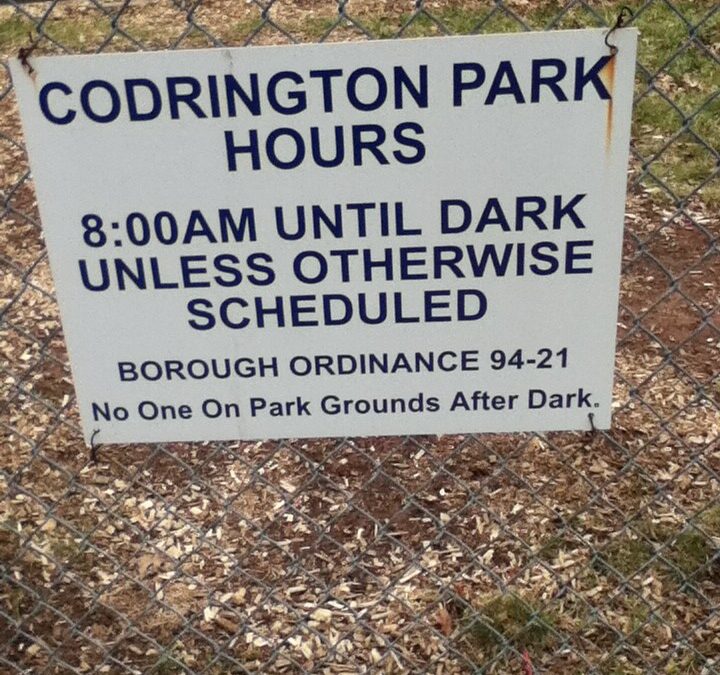 CODRINGTON PARK
HOURS
8:00AM UNTIL DARK
UNLESS OTHERWISE
SCHEDULED
BOROUGH ORDINANCE 94-21
No One On Park Grounds After Dark.